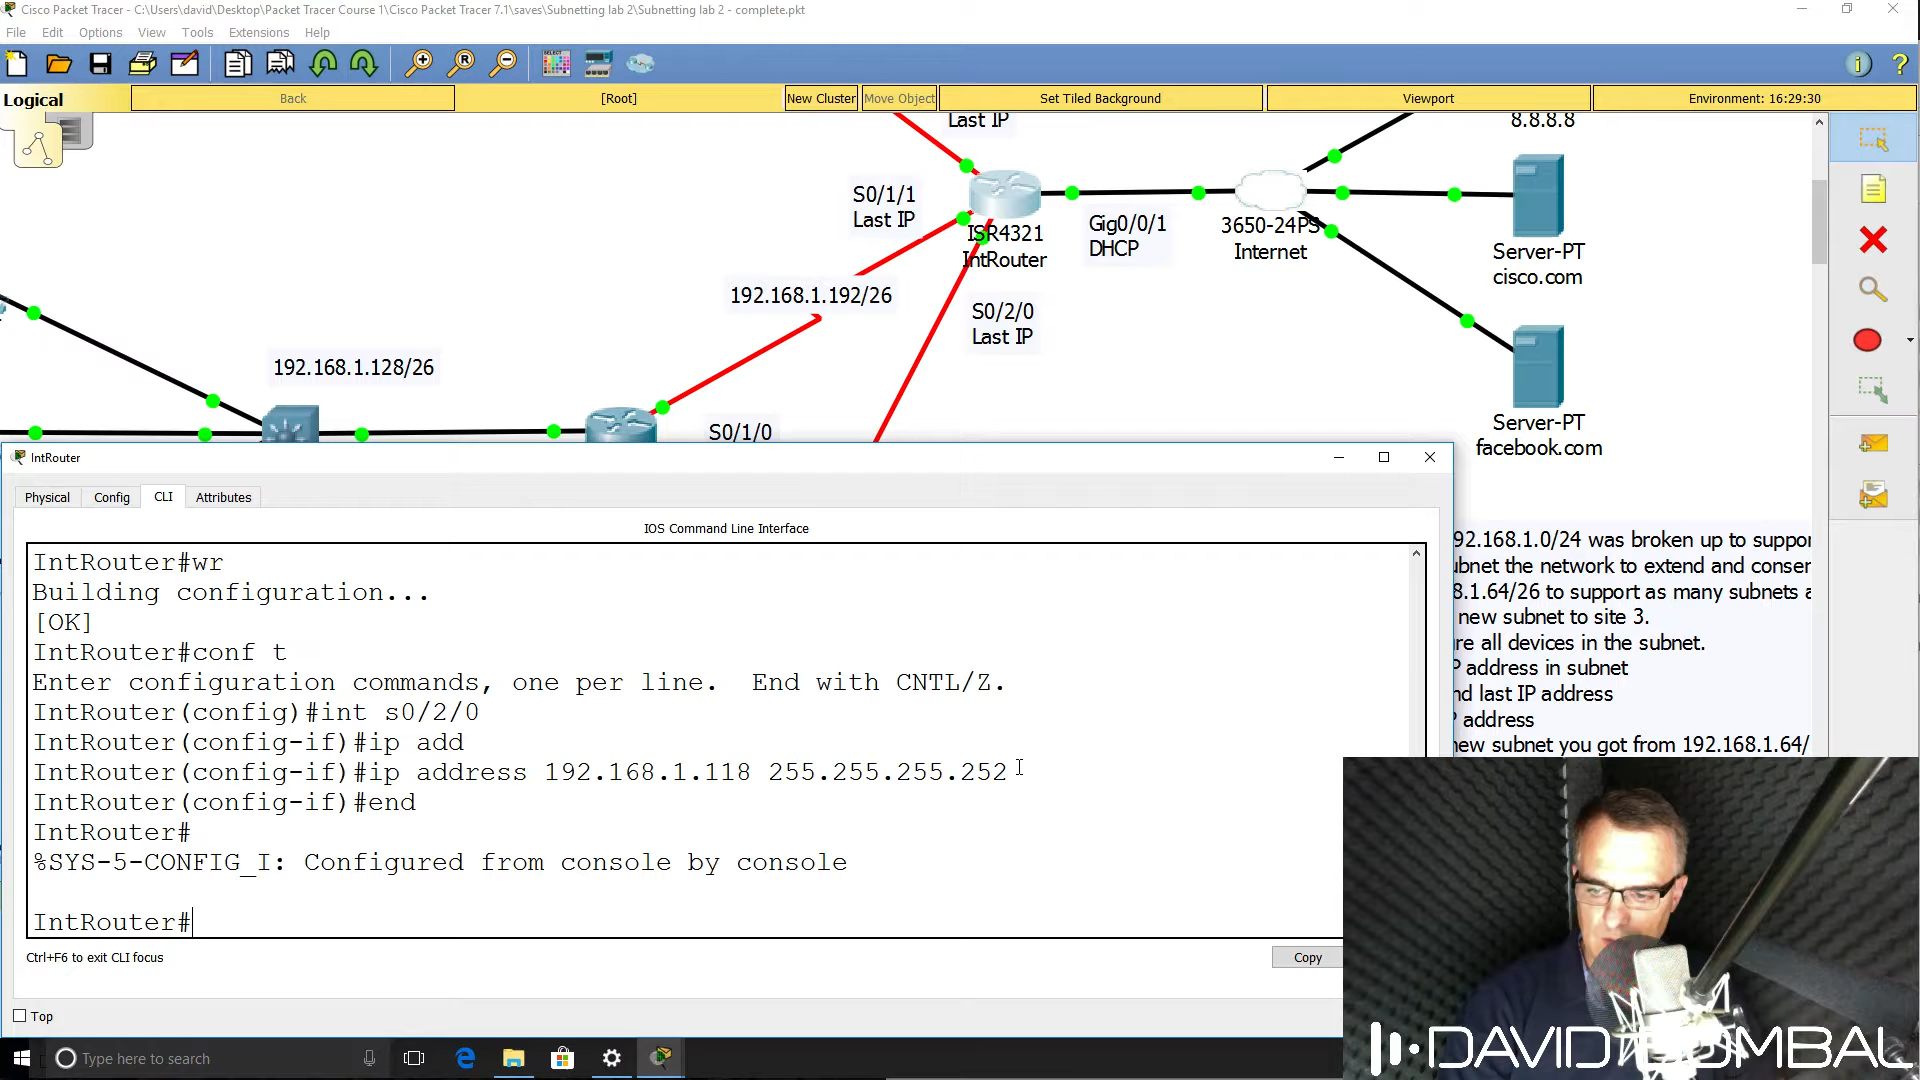 Cisco Packet Tracer - C:\Users\david\Desktop\Packet Tracer Course 1\Cisco Packet Tracer 7.1\saves\Subnetting lab 2\Subnetting lab 2 - complete.pkt
File Edit Options View Tools Extensions Help
Logical Back [Root] New Cluster Move Object Set Tiled Background Viewport Environment: 16:29:30
Last IP
8.8.8.8
S0/1/1
Last IP
ISR4321
IntRouter
Gig0/0/1
DHCP
3650-24PS
Internet
Server-PT
cisco.com
192.168.1.192/26
S0/2/0
Last IP
192.168.1.128/26
S0/1/0
Server-PT
facebook.com
IntRouter
Physical Config CLI Attributes
IOS Command Line Interface
IntRouter#wr
Building configuration...
[OK]
IntRouter#conf t
Enter configuration commands, one per line.  End with CNTL/Z.
IntRouter(config)#int s0/2/0
IntRouter(config-if)#ip add
IntRouter(config-if)#ip address 192.168.1.118 255.255.255.252
IntRouter(config-if)#end
IntRouter#
%SYS-5-CONFIG_I: Configured from console by console
IntRouter#
Ctrl+F6 to exit CLI focus
Copy
Top
92.168.1.0/24 was broken up to suppor
ubnet the network to extend and conser
8.1.64/26 to support as many subnets a
new subnet to site 3.
re all devices in the subnet.
P address in subnet
nd last IP address
P address
new subnet you got from 192.168.1.64/
Type here to search
DAVID BOMBAL